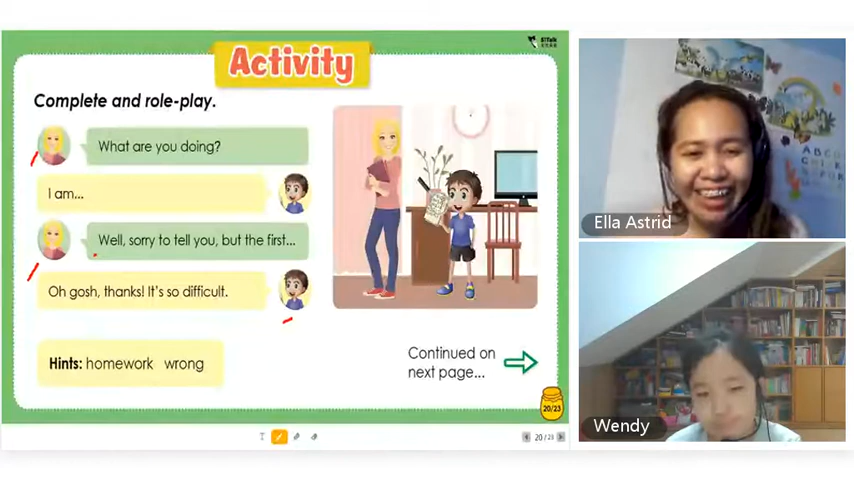 51Talk
Activity
Complete and role-play.
What are you doing?
I am...
Well, sorry to tell you, but the first...
Oh gosh, thanks! It's so difficult.
Hints: homework wrong
Continued on
next page...
20/23
T
20 / 23
Ella Astrid
Wendy